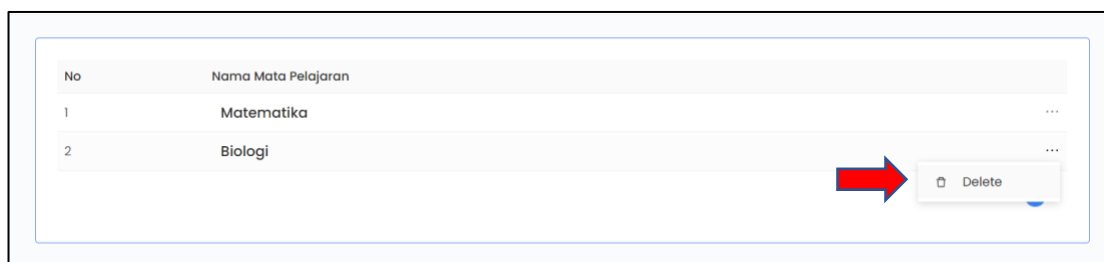 No Nama Mata Pelajaran
1 Matematika ...
2 Biologi ...
Delete